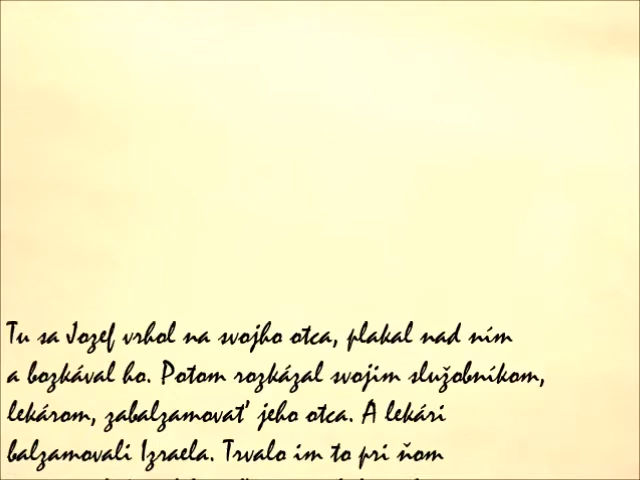 Tu sa Jozef vrhol na svojho otca, plakal nad ním
a bozkával ho. Potom rozkázal svojim služobníkom,
lekárom, zabalzamovať jeho otca. A lekári
balzamovali Izraela. Trvalo im to pri ňom